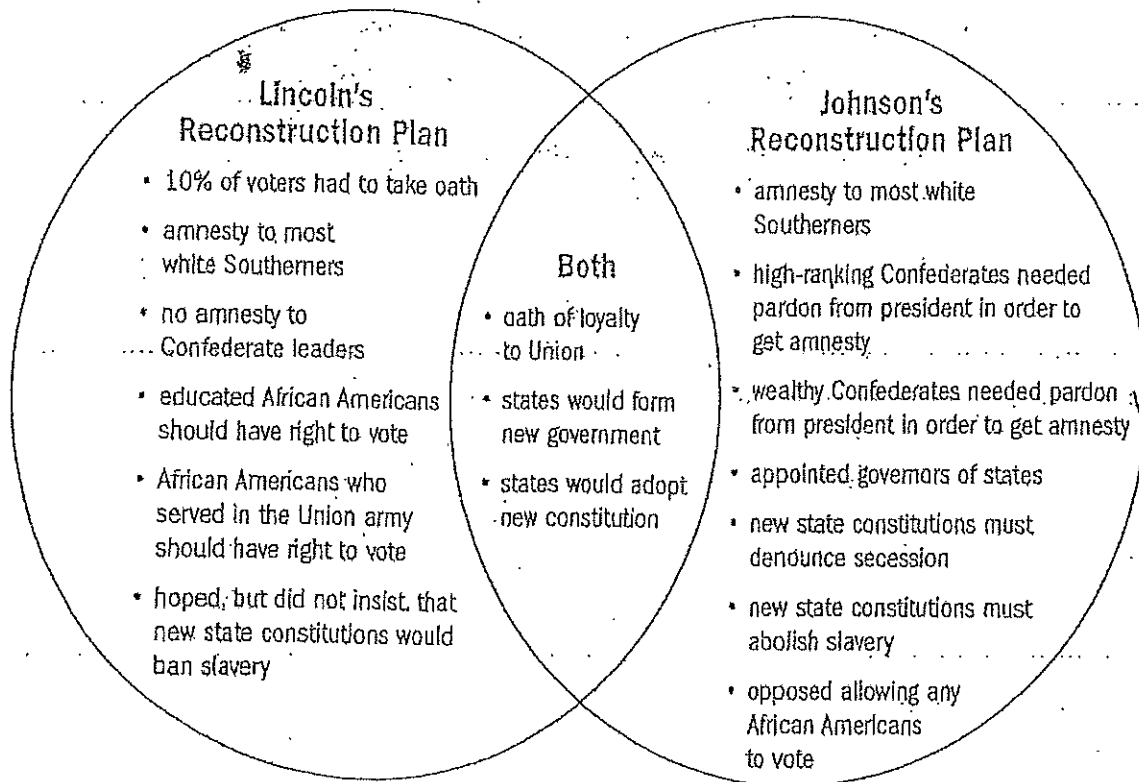 Lincoln's
Reconstruction Plan
• 10% of voters had to take oath
• amnesty to most
white Southerners
• no amnesty to
Confederate leaders
• educated African Americans
should have right to vote
• African Americans who
served in the Union army
should have right to vote
• hoped, but did not insist, that
new state constitutions would
ban slavery
Both
• oath of loyalty
to Union
• states would form
new government
• states would adopt
new constitution
Johnson's
Reconstruction Plan
• amnesty to most white
Southerners
• high-ranking Confederates needed
pardon from president in order to
get amnesty
• wealthy Confederates needed pardon
from president in order to get amnesty
• appointed governors of states
• new state constitutions must
denounce secession
• new state constitutions must
abolish slavery
• opposed allowing any
African Americans
to vote